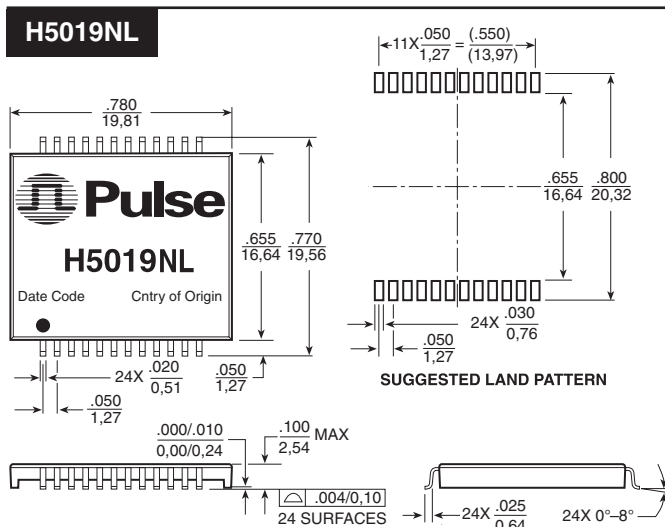 H5019NL
11X .050 / 1,27 = (.550) / (13,97)
.780
19,81
Pulse
H5019NL
Date Code Cntry of Origin
.655
16,64
.770
19,56
.655
16,64
.800
20,32
24X .020
0,51
.050
1,27
.050
1,27
24X .030
0,76
.050
1,27
SUGGESTED LAND PATTERN
.000/.010
0,00/0,24
.100 MAX
2,54
.004/0,10
24 SURFACES
24X .025
0,64
24X 0°–8°